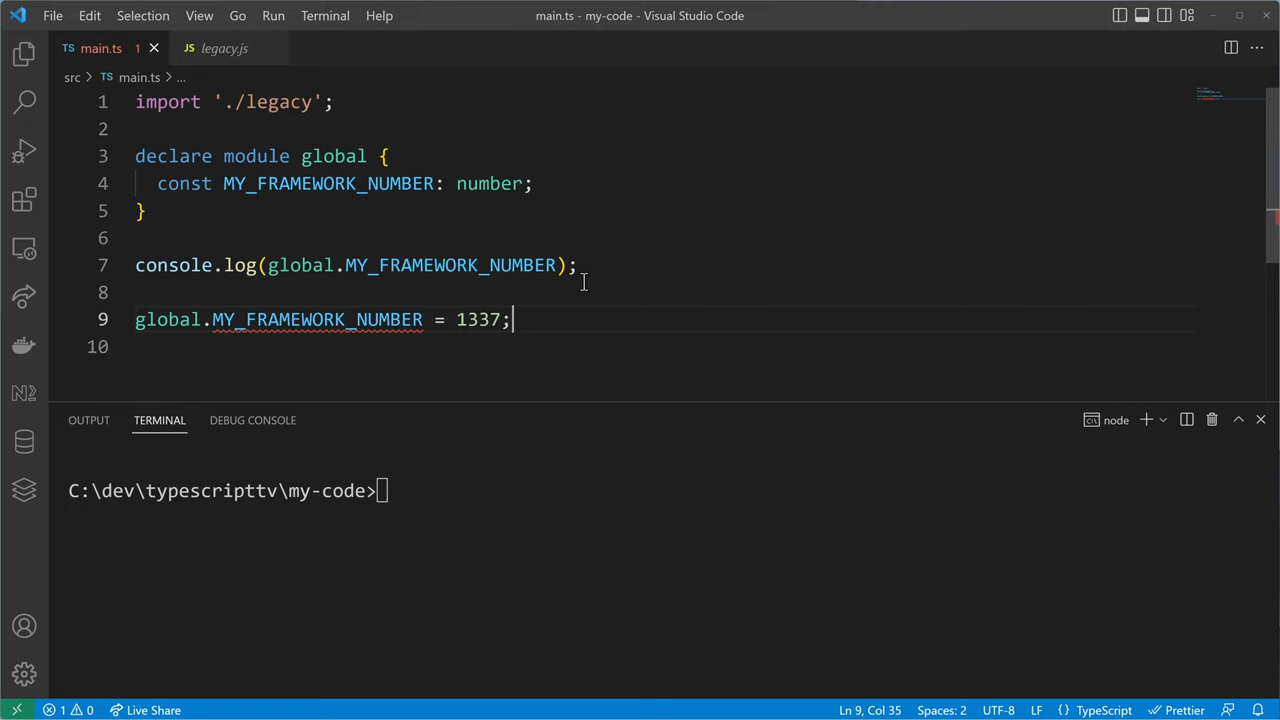 File Edit Selection View Go Run Terminal Help main.ts - my-code - Visual Studio Code
TS main.ts 1 JS legacy.js
src > TS main.ts > ...
1 import './legacy';
2
3 declare module global {
4 const MY_FRAMEWORK_NUMBER: number;
5 }
6
7 console.log(global.MY_FRAMEWORK_NUMBER);
8
9 global.MY_FRAMEWORK_NUMBER = 1337;
10
OUTPUT TERMINAL DEBUG CONSOLE node
C:\dev\typescripttv\my-code>
1 0 Live Share Ln 9, Col 35 Spaces: 2 UTF-8 LF {} TypeScript Prettier